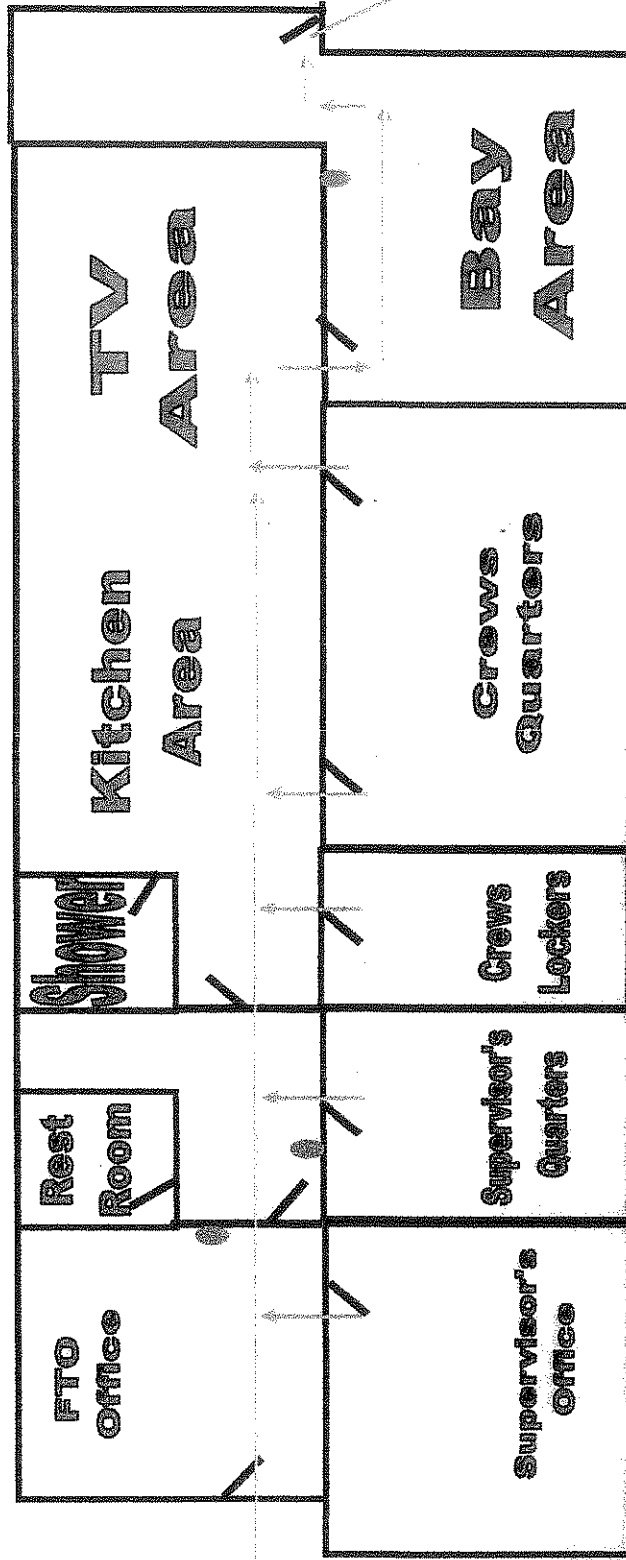 FTO
Office
Rest
Room
Shower
Kitchen
Area
TV
Area
Supervisor's
Office
Supervisor's
Quarters
Crews
Lockers
Crews
Quarters
Bay
Area